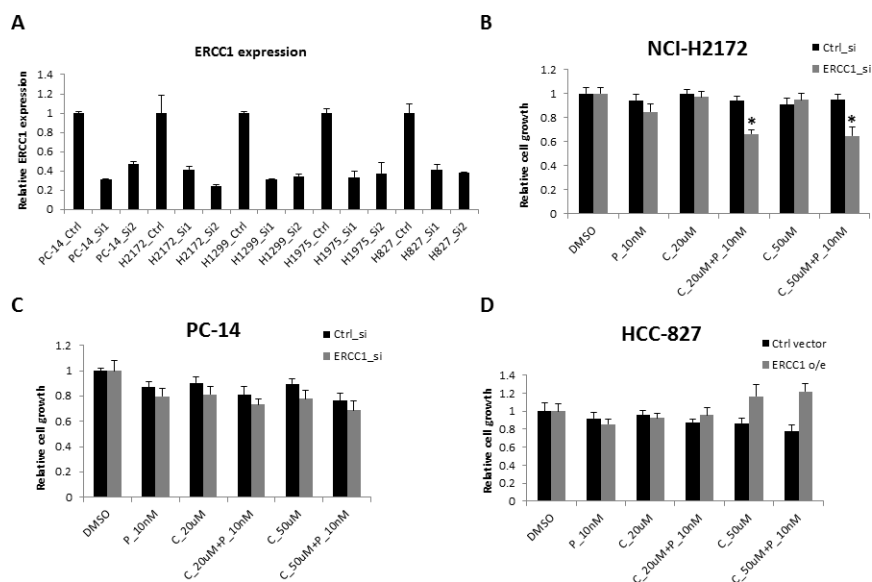 A
ERCC1 expression
Relative ERCC1 expression
1.4
1.2
1
0.8
0.6
0.4
0.2
0
PC-14_Ctrl
PC-14_Si1
PC-14_Si2
H2172_Ctrl
H2172_Si1
H2172_Si2
H1299_Ctrl
H1299_Si1
H1299_Si2
H1975_Ctrl
H1975_Si1
H1975_Si2
H827_Ctrl
H827_Si1
H827_Si2
B
NCI-H2172
Ctrl_si
ERCC1_si
Relative cell growth
1.2
1
0.8
0.6
0.4
0.2
0
*
*
DMSO
P_10nM
C_20uM
C_20uM+P_10nM
C_50uM
C_50uM+P_10nM
C
PC-14
Ctrl_si
ERCC1_si
Relative cell growth
1.2
1
0.8
0.6
0.4
0.2
0
DMSO
P_10nM
C_20uM
C_20uM+P_10nM
C_50uM
C_50uM+P_10nM
D
HCC-827
Ctrl vector
ERCC1 o/e
Relative cell growth
1.4
1.2
1
0.8
0.6
0.4
0.2
0
DMSO
P_10nM
C_20uM
C_20uM+P_10nM
C_50uM
C_50uM+P_10nM